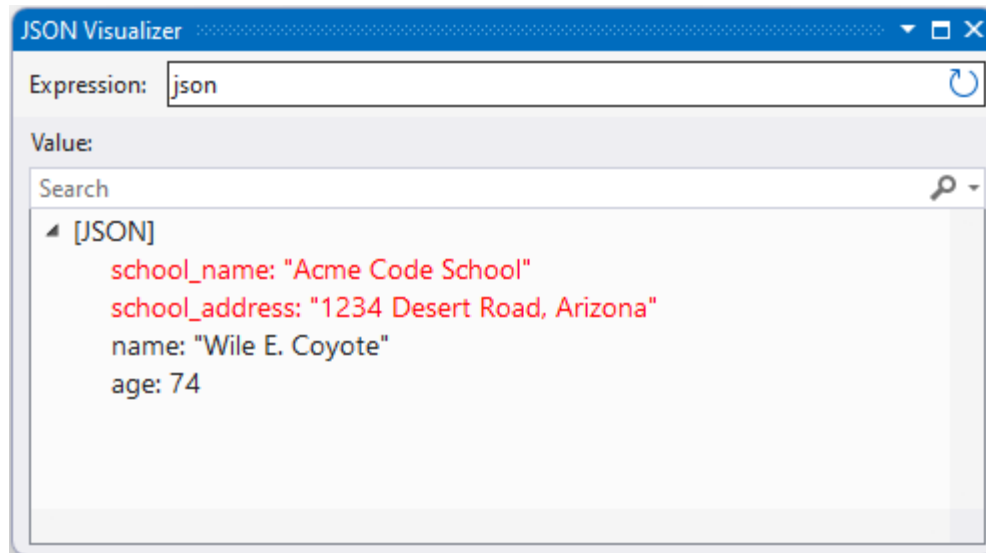 JSON Visualizer
Expression: json
Value:
Search
[JSON]
school_name: "Acme Code School"
school_address: "1234 Desert Road, Arizona"
name: "Wile E. Coyote"
age: 74